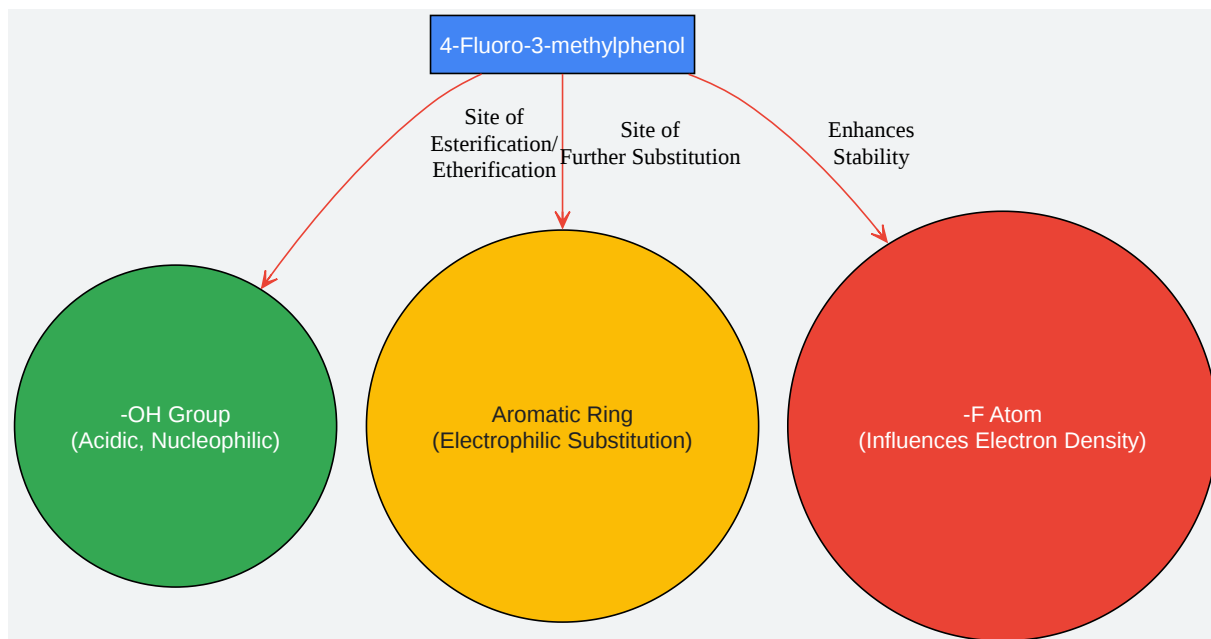 4-Fluoro-3-methylphenol
Site of
Esterification/
Etherification
Site of
Further Substitution
Enhances
Stability
-OH Group
(Acidic, Nucleophilic)
Aromatic Ring
(Electrophilic Substitution)
-F Atom
(Influences Electron Density)